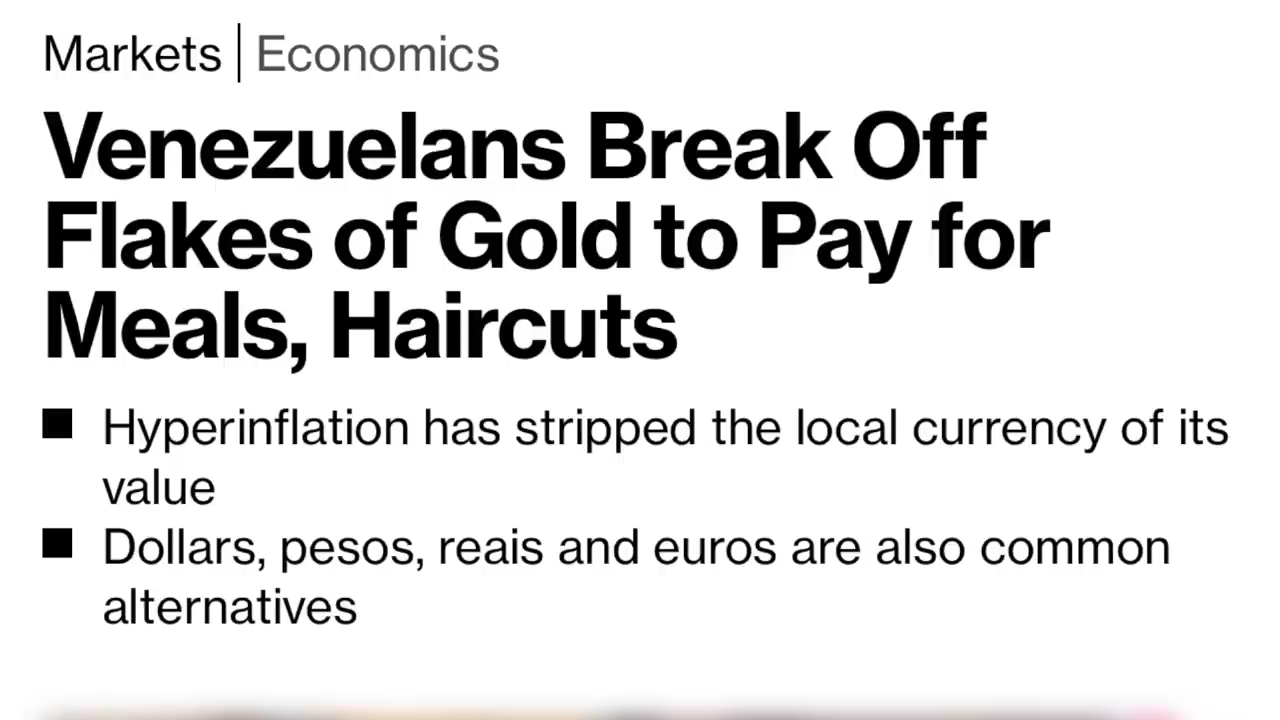 Markets | Economics
Venezuelans Break Off
Flakes of Gold to Pay for
Meals, Haircuts
■ Hyperinflation has stripped the local currency of its
value
■ Dollars, pesos, reais and euros are also common
alternatives